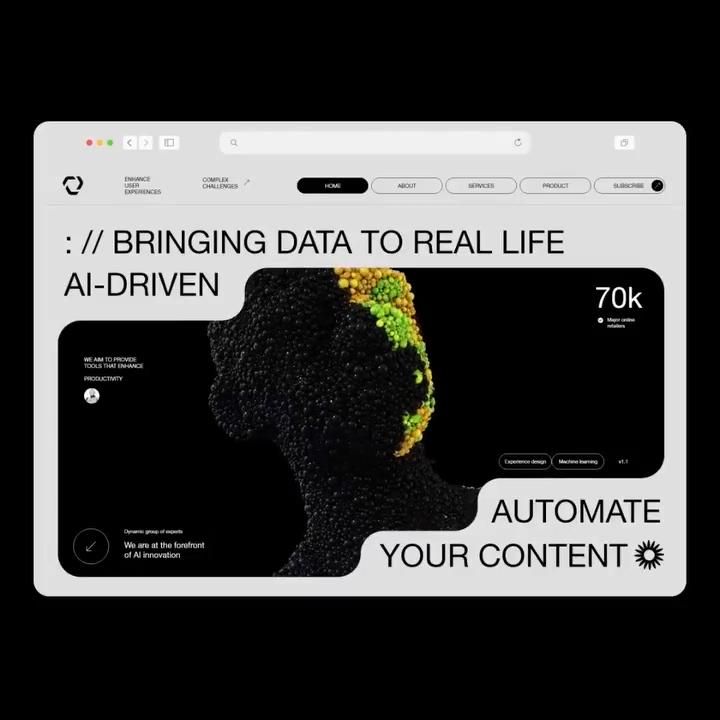 ENHANCE
USER
EXPERIENCES
COMPLEX
CHALLENGES
HOME
ABOUT
SERVICES
PRODUCT
SUBSCRIBE
: // BRINGING DATA TO REAL LIFE
AI-DRIVEN
70k
Major online
retailers
WE AIM TO PROVIDE
TOOLS THAT ENHANCE
PRODUCTIVITY
Experience design
Machine learning
v1.1
AUTOMATE
YOUR CONTENT
Dynamic group of experts
We are at the forefront
of AI innovation